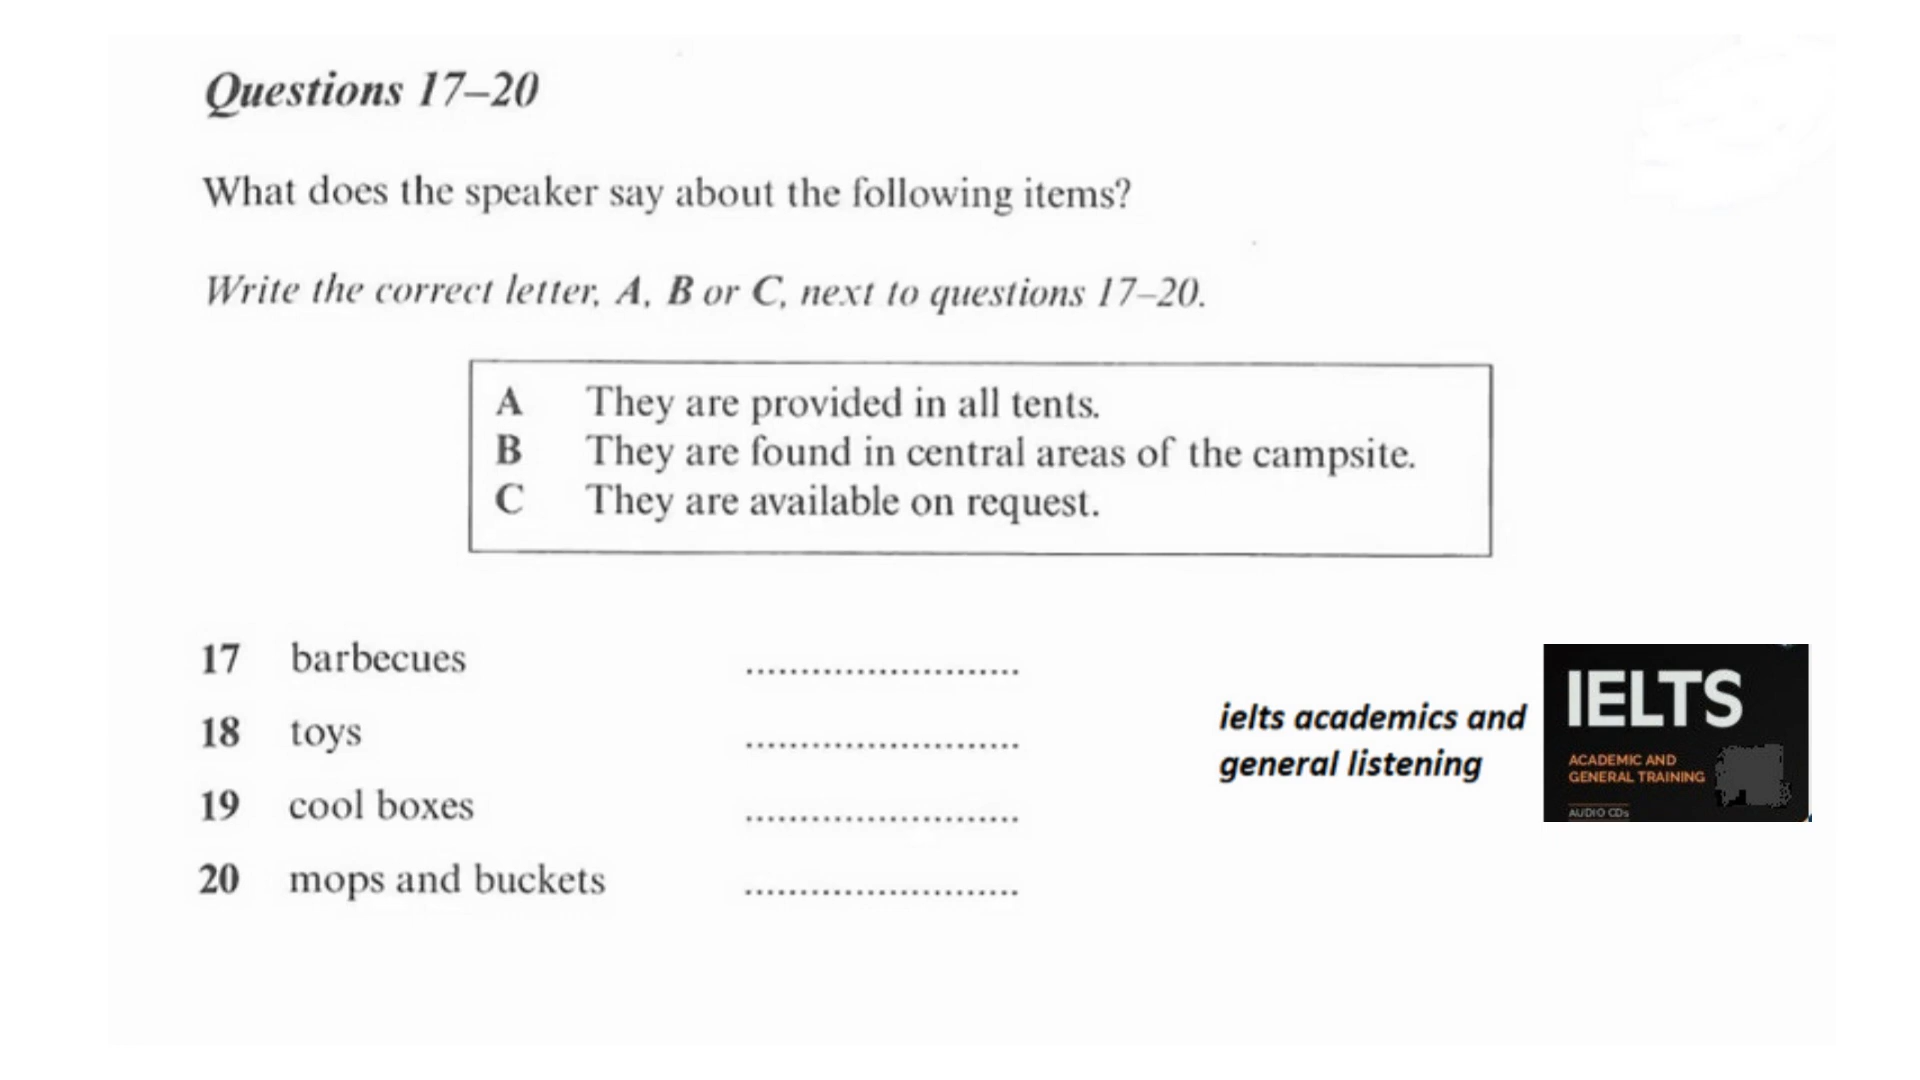 Questions 17–20
What does the speaker say about the following items?
Write the correct letter, A, B or C, next to questions 17–20.
A They are provided in all tents.
B They are found in central areas of the campsite.
C They are available on request.
17 barbecues ........................
18 toys ........................
19 cool boxes ........................
20 mops and buckets ........................
ielts academics and
general listening
IELTS
ACADEMIC AND
GENERAL TRAINING
AUDIO CDs